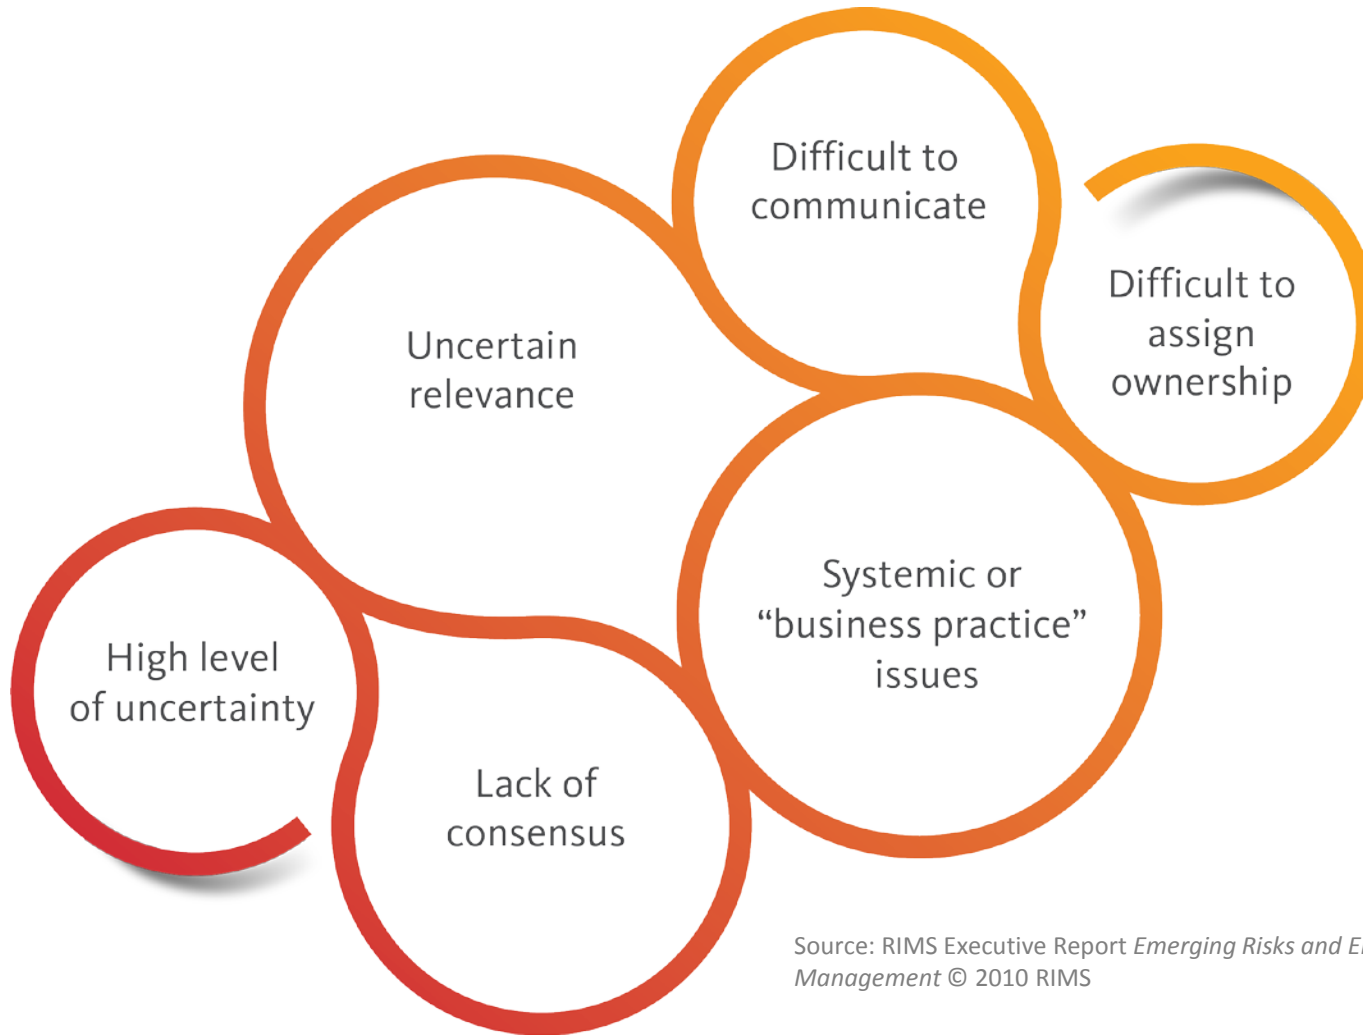 Difficult to
communicate
Difficult to
assign
ownership
Uncertain
relevance
Systemic or
“business practice”
issues
High level
of uncertainty
Lack of
consensus
Source: RIMS Executive Report Emerging Risks and
Management © 2010 RIMS